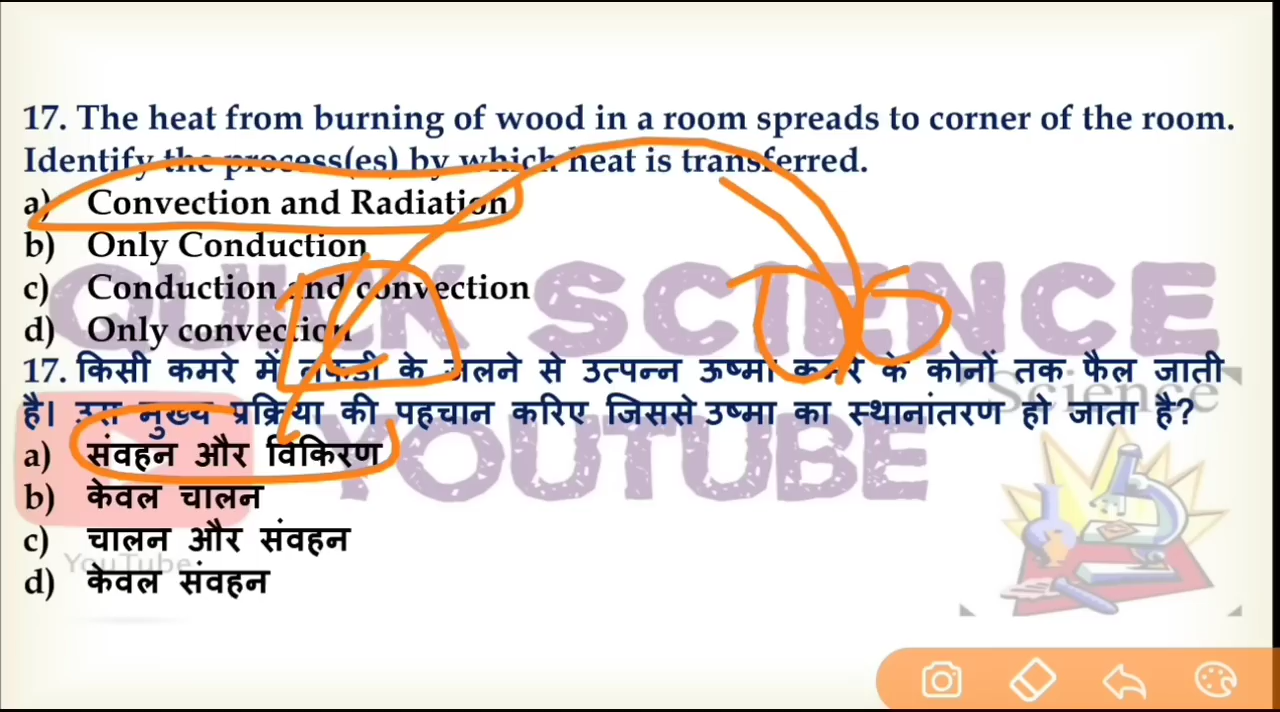 17. The heat from burning of wood in a room spreads to corner of the room.
Identify the process(es) by which heat is transferred.
a) Convection and Radiation
b) Only Conduction
c) Conduction and convection
d) Only convection
QUICK SCIENCE
17. किसी कमरे में लकडी के जलने से उत्पन्न ऊष्मा कमरे के कोनों तक फैल जाती
Science
है। उस मुख्य प्रक्रिया की पहचान करिए जिससे उष्मा का स्थानांतरण हो जाता है?
a) संवहन और विकिरण
YOUTUBE
b) केवल चालन
c) चालन और संवहन
YouTube
d) केवल संवहन